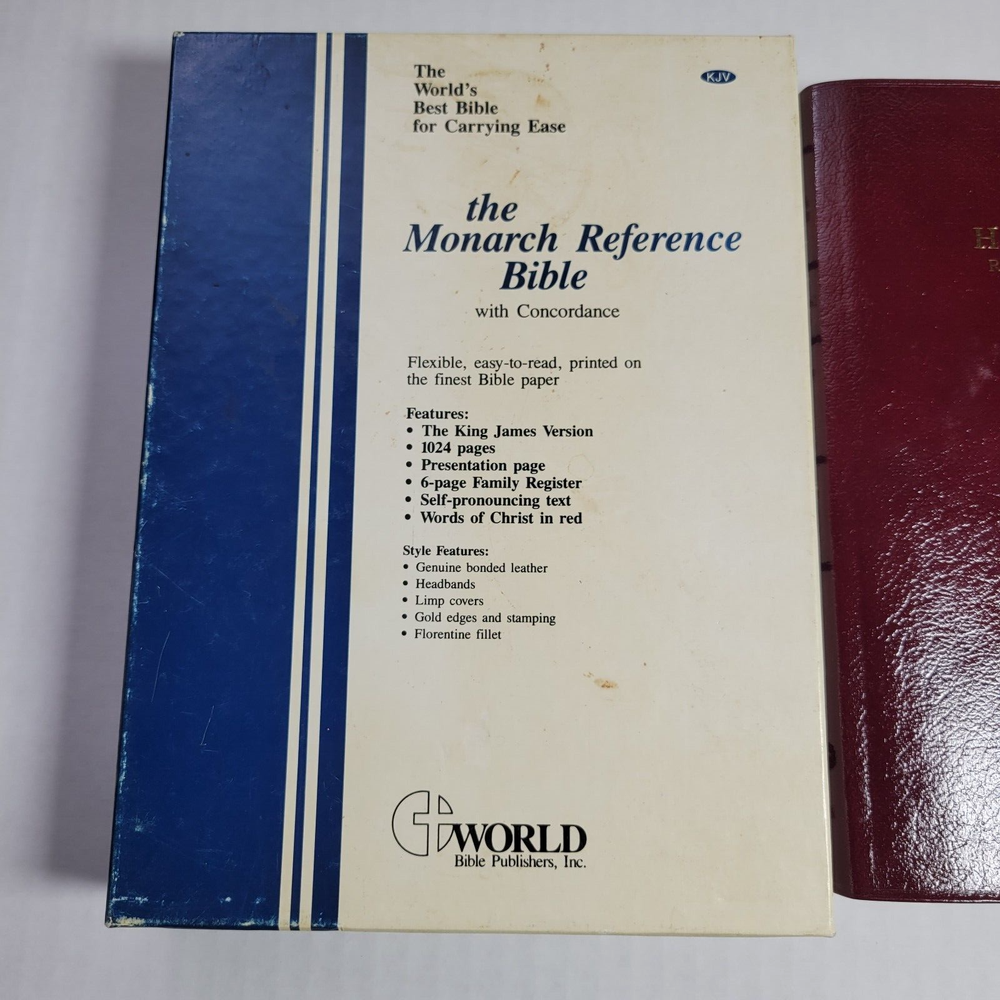 The
World's
Best Bible
for Carrying Ease
KJV
the
Monarch Reference
Bible
with Concordance
Flexible, easy-to-read, printed on
the finest Bible paper
Features:
• The King James Version
• 1024 pages
• Presentation page
• 6-page Family Register
• Self-pronouncing text
• Words of Christ in red
Style Features:
• Genuine bonded leather
• Headbands
• Limp covers
• Gold edges and stamping
• Florentine fillet
WORLD
Bible Publishers, Inc.
H
R